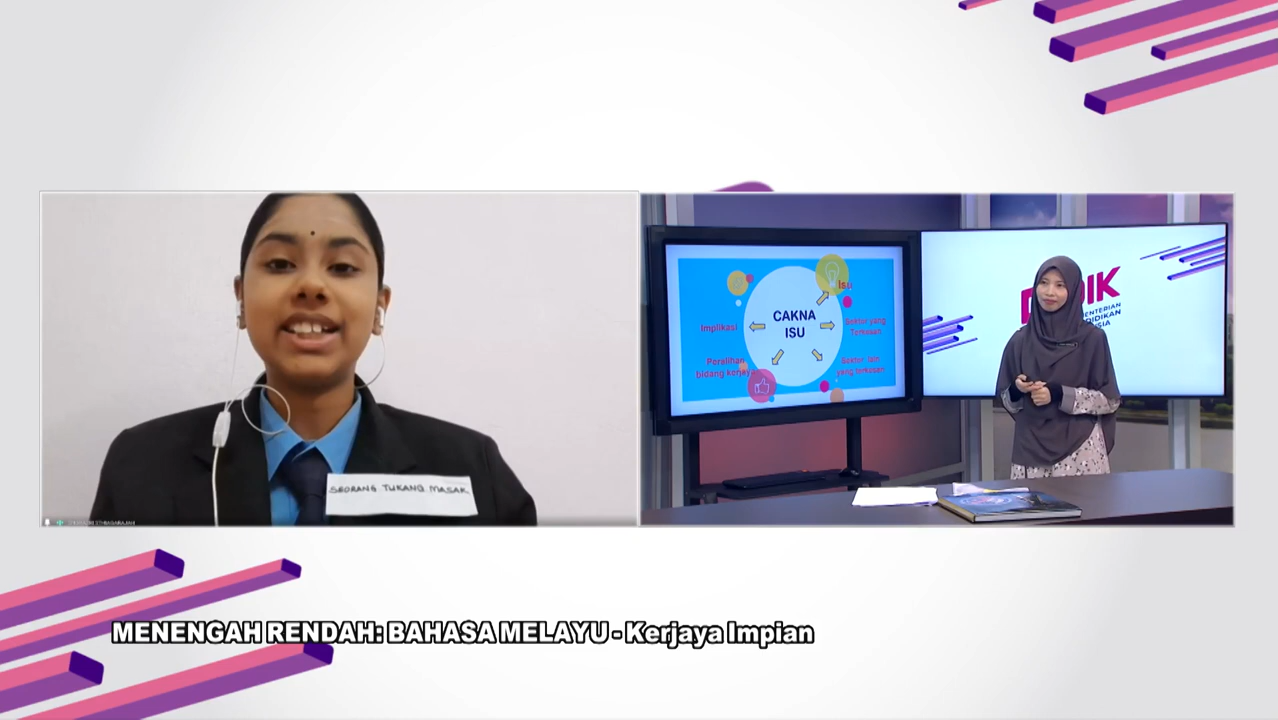 SEORANG TUKANG MASAK
CAKNA
ISU
Isu
Implikasi
Sektor yang
Terkesan
Peralihan
bidang kerjaya
Sektor lain
yang terkesan
MENENGAH RENDAH: BAHASA MELAYU - Kerjaya Impian